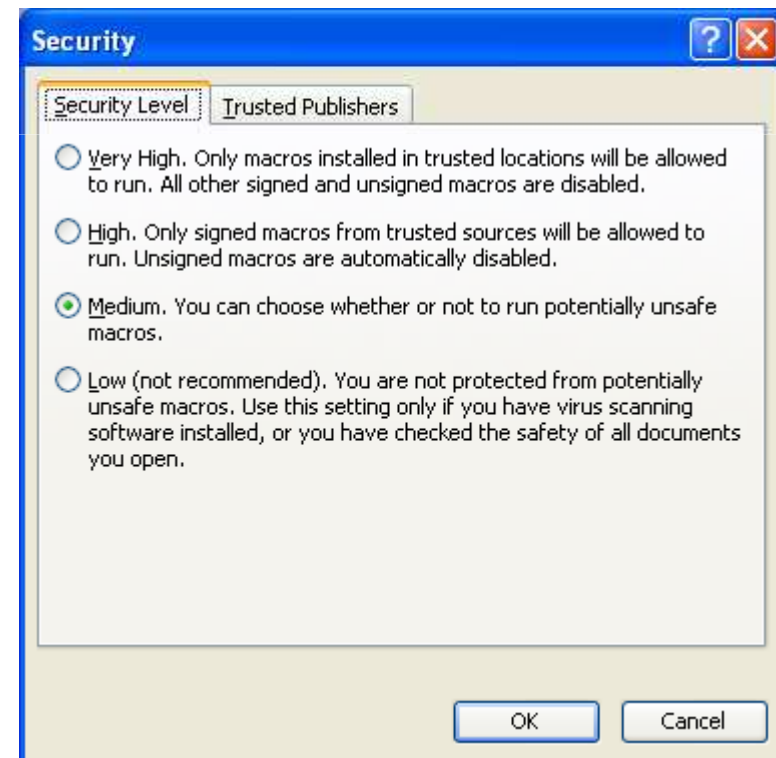 Security
Security Level
Trusted Publishers
Very High. Only macros installed in trusted locations will be allowed
to run. All other signed and unsigned macros are disabled.
High. Only signed macros from trusted sources will be allowed to
run. Unsigned macros are automatically disabled.
Medium. You can choose whether or not to run potentially unsafe
macros.
Low (not recommended). You are not protected from potentially
unsafe macros. Use this setting only if you have virus scanning
software installed, or you have checked the safety of all documents
you open.
OK
Cancel